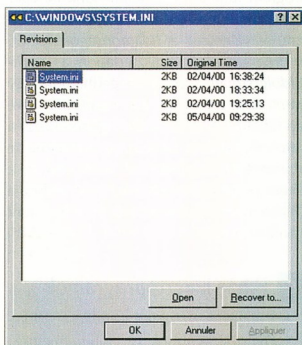 C:\WINDOWS\SYSTEM.INI
Revisions
Name Size Original Time
System.ini 2KB 02/04/00 16:38:24
System.ini 2KB 02/04/00 18:33:34
System.ini 2KB 02/04/00 19:25:13
System.ini 2KB 05/04/00 09:29:38
Open Recover to...
OK Annuler Appliquer